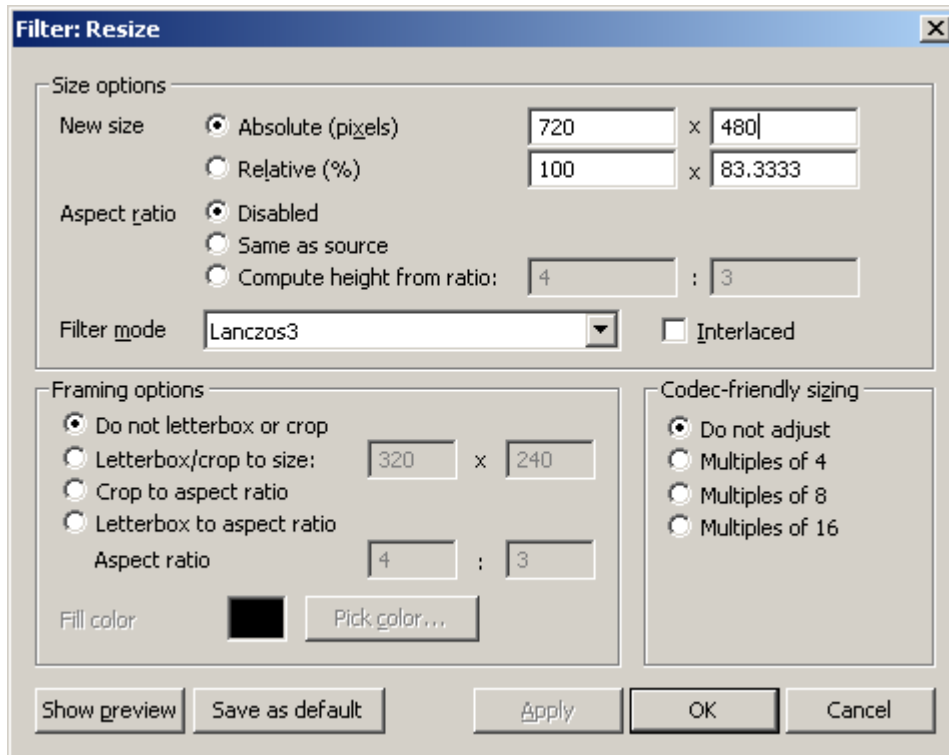 Filter: Resize
Size options
New size Absolute (pixels) 720 x 480
Relative (%) 100 x 83.3333
Aspect ratio Disabled
Same as source
Compute height from ratio: 4 : 3
Filter mode Lanczos3 Interlaced
Framing options
Do not letterbox or crop
Letterbox/crop to size: 320 x 240
Crop to aspect ratio
Letterbox to aspect ratio
Aspect ratio 4 : 3
Fill color Pick color...
Codec-friendly sizing
Do not adjust
Multiples of 4
Multiples of 8
Multiples of 16
Show preview Save as default Apply OK Cancel